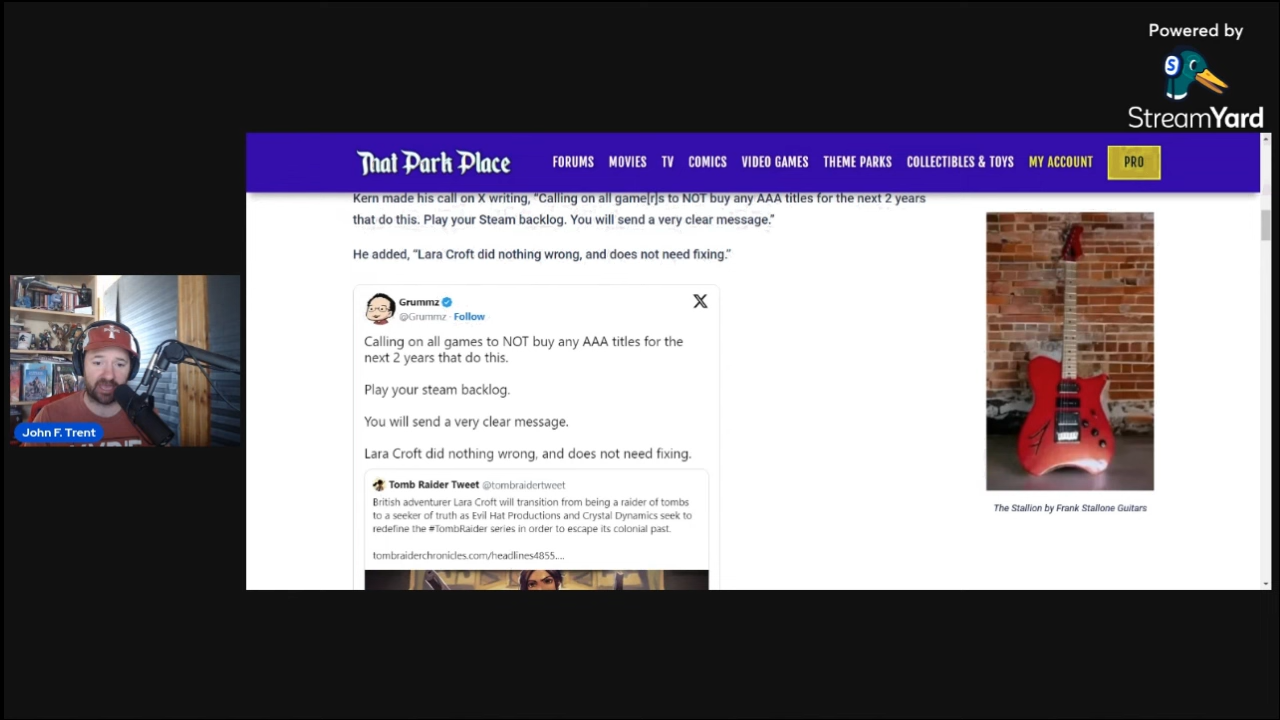 Powered by
S
StreamYard
That Park Place
FORUMS MOVIES TV COMICS VIDEO GAMES THEME PARKS COLLECTIBLES & TOYS MY ACCOUNT PRO
Kern made his call on X writing, “Calling on all game[r]s to NOT buy any AAA titles for the next 2 years
that do this. Play your Steam backlog. You will send a very clear message.”
He added, “Lara Croft did nothing wrong, and does not need fixing.”
Grummz
@Grummz · Follow
X
Calling on all games to NOT buy any AAA titles for the
next 2 years that do this.
Play your steam backlog.
You will send a very clear message.
Lara Croft did nothing wrong, and does not need fixing.
Tomb Raider Tweet @tombraidertweet
British adventurer Lara Croft will transition from being a raider of tombs
to a seeker of truth as Evil Hat Productions and Crystal Dynamics seek to
redefine the #TombRaider series in order to escape its colonial past.
tombraiderchronicles.com/headlines4855....
The Stallion by Frank Stallone Guitars
T
John F. Trent